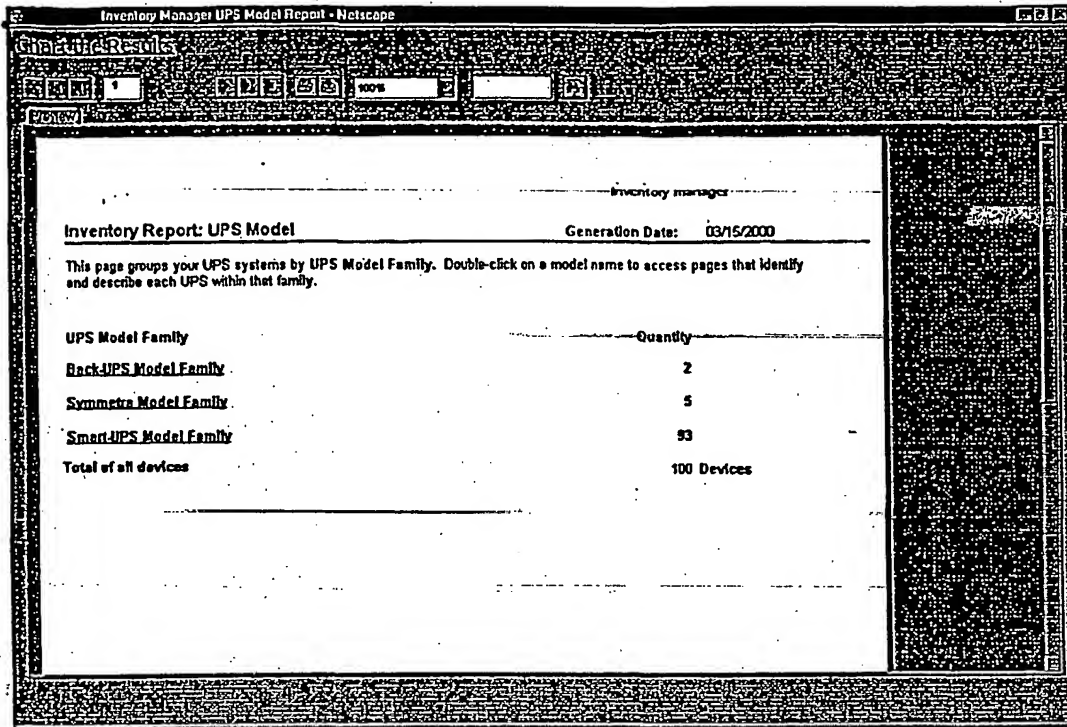 Inventory Manager UPS Model Report - Netscape
Results
1
100%
Preview
Inventory manager
Inventory Report: UPS Model
Generation Date: 03/15/2000
This page groups your UPS systems by UPS Model Family. Double-click on a model name to access pages that identify
and describe each UPS within that family.
UPS Model Family
Quantity
Back-UPS Model Family
2
Symmetra Model Family
5
Smart-UPS Model Family
93
Total of all devices
100 Devices